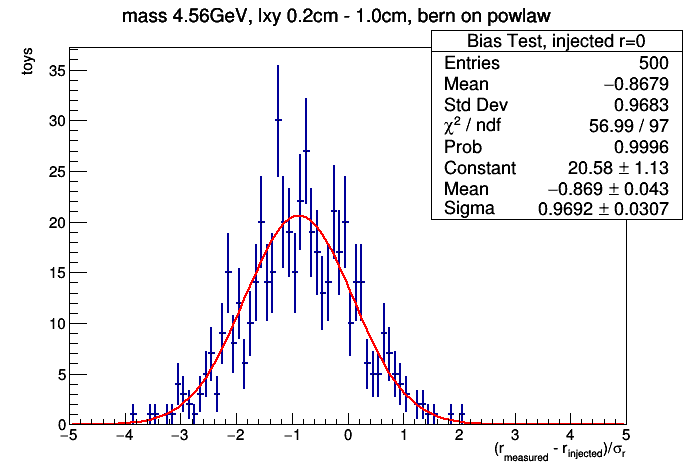 mass 4.56GeV, lxy 0.2cm - 1.0cm, bern on powlaw
Bias Test, injected r=0
Entries 500
Mean −0.8679
Std Dev 0.9683
χ² / ndf 56.99 / 97
Prob 0.9996
Constant 20.58 ± 1.13
Mean −0.869 ± 0.043
Sigma 0.9692 ± 0.0307
toys
35
30
25
20
15
10
5
0
−5 −4 −3 −2 −1 0 1 2 3 4 5
(r_measured - r_injected)/σ_r